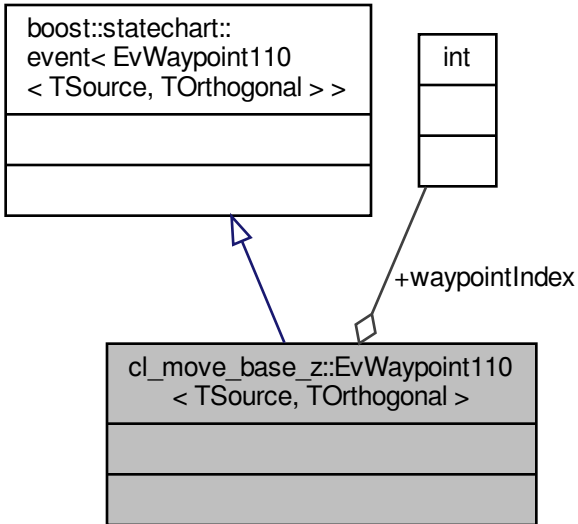 boost::statechart::
event< EvWaypoint110
< TSource, TOrthogonal > >
int
+waypointIndex
cl_move_base_z::EvWaypoint110
< TSource, TOrthogonal >